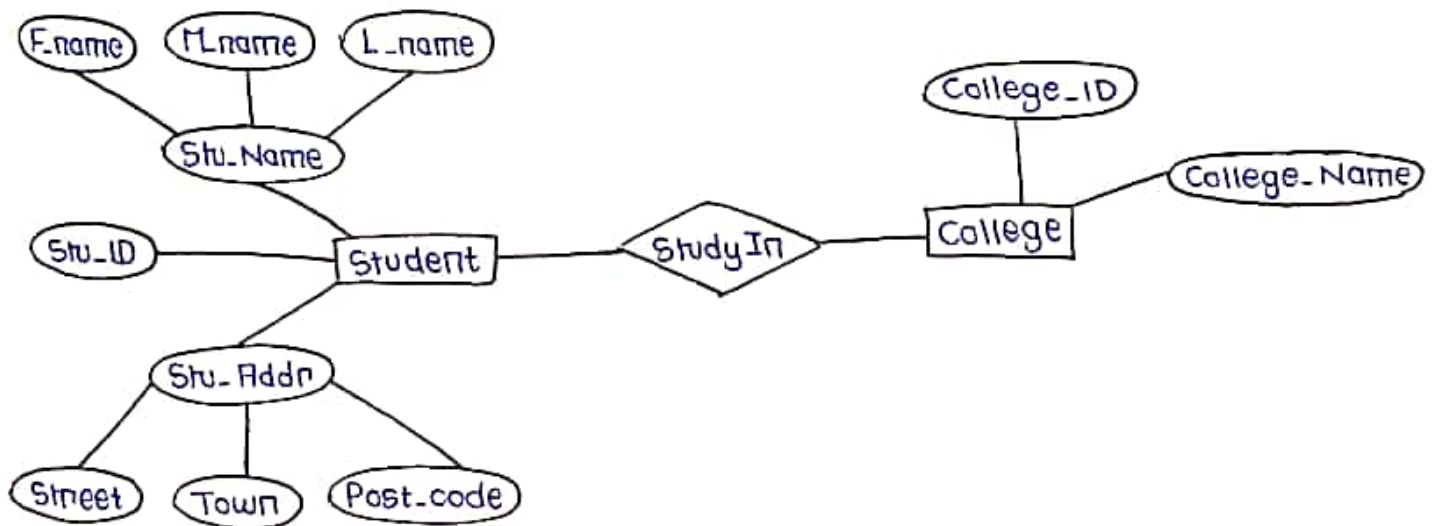 F_name
M_name
L_name
College_ID
Stu_Name
College_Name
Stu_ID
Student
StudyIn
College
Stu_Addr
Street
Town
Post_code